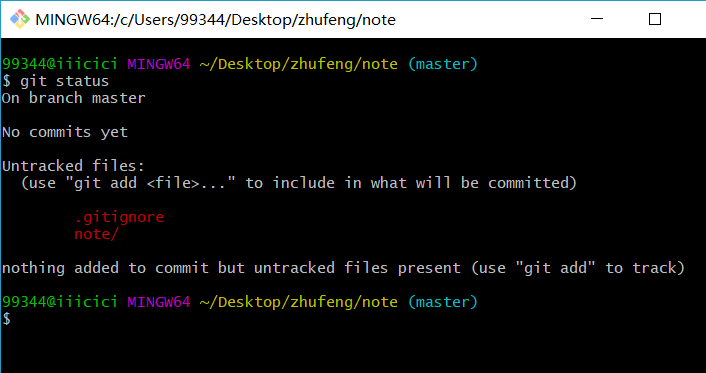 MINGW64:/c/Users/99344/Desktop/zhufeng/note
99344@iiicici MINGW64 ~/Desktop/zhufeng/note (master)
$ git status
On branch master
No commits yet
Untracked files:
  (use "git add <file>..." to include in what will be committed)
        .gitignore
        note/
nothing added to commit but untracked files present (use "git add" to track)
99344@iiicici MINGW64 ~/Desktop/zhufeng/note (master)
$